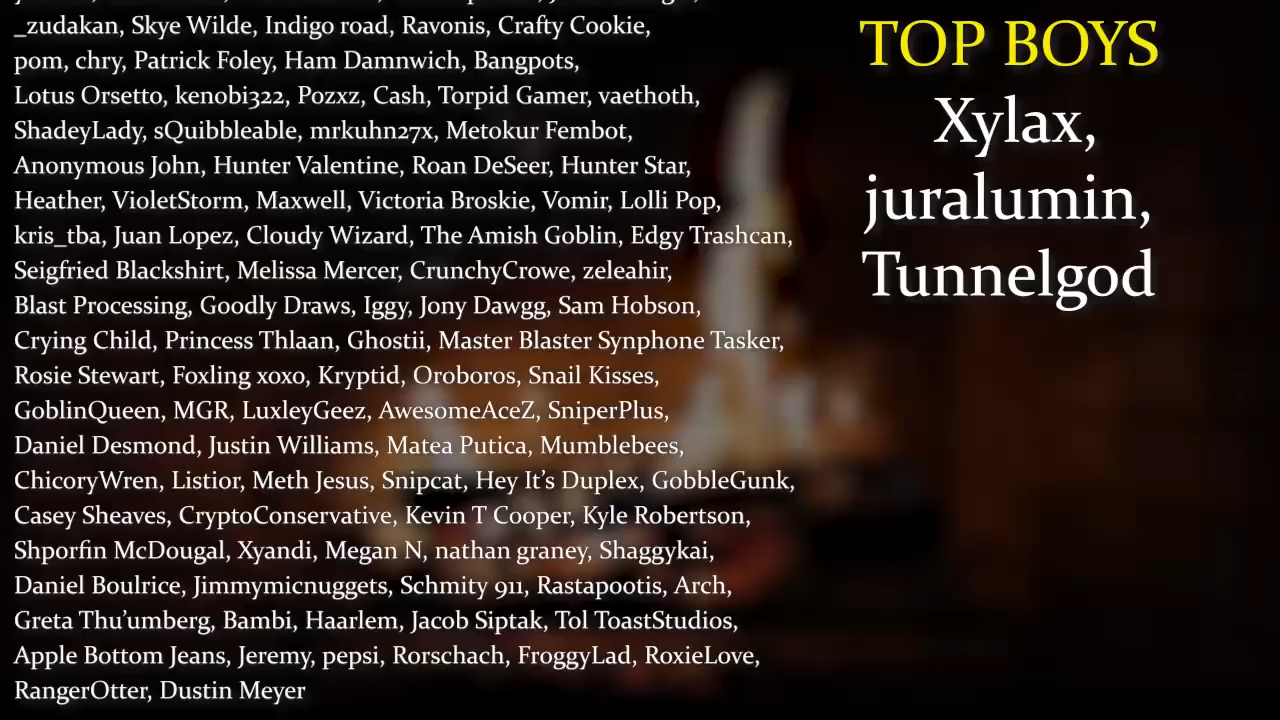 _zudakan, Skye Wilde, Indigo road, Ravonis, Crafty Cookie,
pom, chry, Patrick Foley, Ham Damnwich, Bangpots,
Lotus Orsetto, kenobi322, Pozxz, Cash, Torpid Gamer, vaethoth,
ShadeyLady, sQuibbleable, mrkuhn27x, Metokur Fembot,
Anonymous John, Hunter Valentine, Roan DeSeer, Hunter Star,
Heather, VioletStorm, Maxwell, Victoria Broskie, Vomir, Lolli Pop,
kris_tba, Juan Lopez, Cloudy Wizard, The Amish Goblin, Edgy Trashcan,
Seigfried Blackshirt, Melissa Mercer, CrunchyCrowe, zeleahir,
Blast Processing, Goodly Draws, Iggy, Jony Dawgg, Sam Hobson,
Crying Child, Princess Thlaan, Ghostii, Master Blaster Synphone Tasker,
Rosie Stewart, Foxling xoxo, Kryptid, Oroboros, Snail Kisses,
GoblinQueen, MGR, LuxleyGeez, AwesomeAceZ, SniperPlus,
Daniel Desmond, Justin Williams, Matea Putica, Mumblebees,
ChicoryWren, Listior, Meth Jesus, Snipcat, Hey It’s Duplex, GobbleGunk,
Casey Sheaves, CryptoConservative, Kevin T Cooper, Kyle Robertson,
Shporfin McDougal, Xyandi, Megan N, nathan graney, Shaggykai,
Daniel Boulrice, Jimmymicnuggets, Schmity 911, Rastapootis, Arch,
Greta Thu’umberg, Bambi, Haarlem, Jacob Siptak, Tol ToastStudios,
Apple Bottom Jeans, Jeremy, pepsi, Rorschach, FroggyLad, RoxieLove,
RangerOtter, Dustin Meyer
TOP BOYS
Xylax,
juralumin,
Tunnelgod